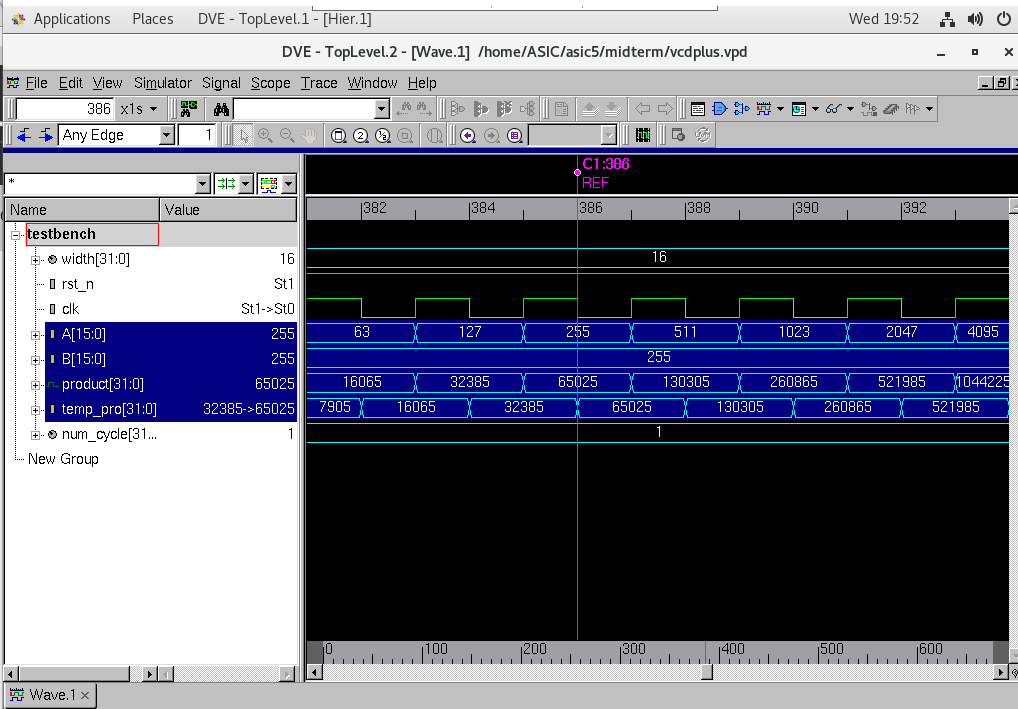 Applications Places DVE - TopLevel.1 - [Hier.1] Wed 19:52
DVE - TopLevel.2 - [Wave.1] /home/ASIC/asic5/midterm/vcdplus.vpd
File Edit View Simulator Signal Scope Trace Window Help
386 x1s
Any Edge 1
C1:386
* REF
Name Value 382 384 386 388 390 392
testbench
width[31:0] 16 16
rst_n St1
clk St1->St0
A[15:0] 255 63 127 255 511 1023 2047 4095
B[15:0] 255 255
product[31:0] 65025 16065 32385 65025 130305 260865 521985 1044225
temp_pro[31:0] 32385->65025 7905 16065 32385 65025 130305 260865 521985
num_cycle[31... 1 1
New Group
0 100 200 300 400 500 600
Wave.1